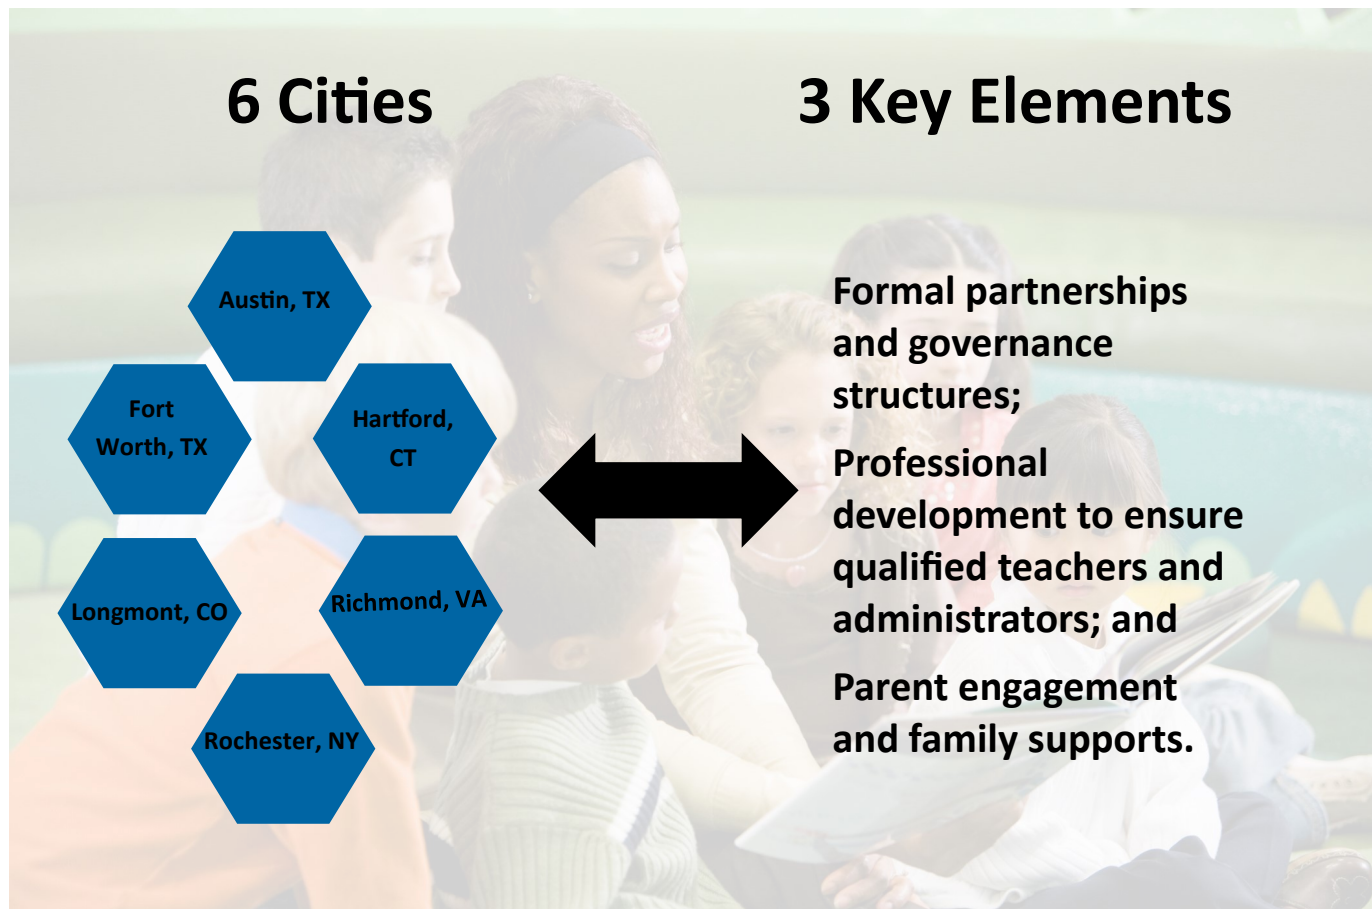 6 Cities
3 Key Elements
Austin, TX
Fort
Worth, TX
Hartford,
CT
Longmont, CO
Richmond, VA
Rochester, NY
Formal partnerships
and governance
structures;
Professional
development to ensure
qualified teachers and
administrators; and
Parent engagement
and family supports.